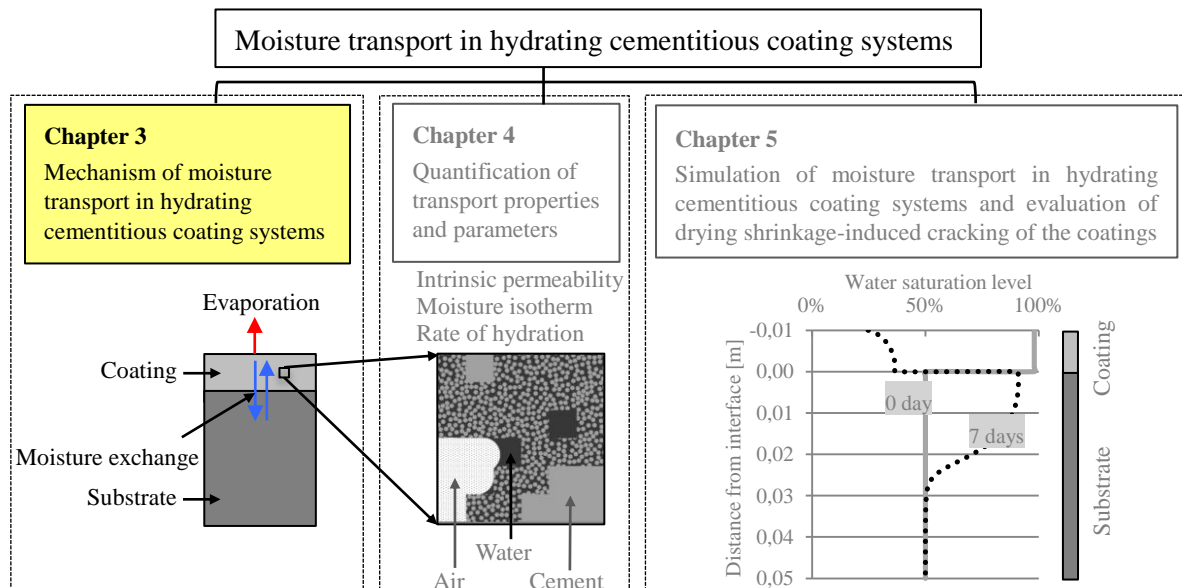 Moisture transport in hydrating cementitious coating systems
Chapter 3
Mechanism of moisture
transport in hydrating
cementitious coating systems
Evaporation
Coating
Moisture exchange
Substrate
Chapter 4
Quantification of
transport properties
and parameters
Intrinsic permeability
Moisture isotherm
Rate of hydration
Water
Air
Cement
Chapter 5
Simulation of moisture transport in hydrating
cementitious coating systems and evaluation of
drying shrinkage-induced cracking of the coatings
Water saturation level
0%
50%
100%
Distance from interface [m]
-0,01
0,00
0,01
0,02
0,03
0,04
0,05
0 day
7 days
Coating
Substrate